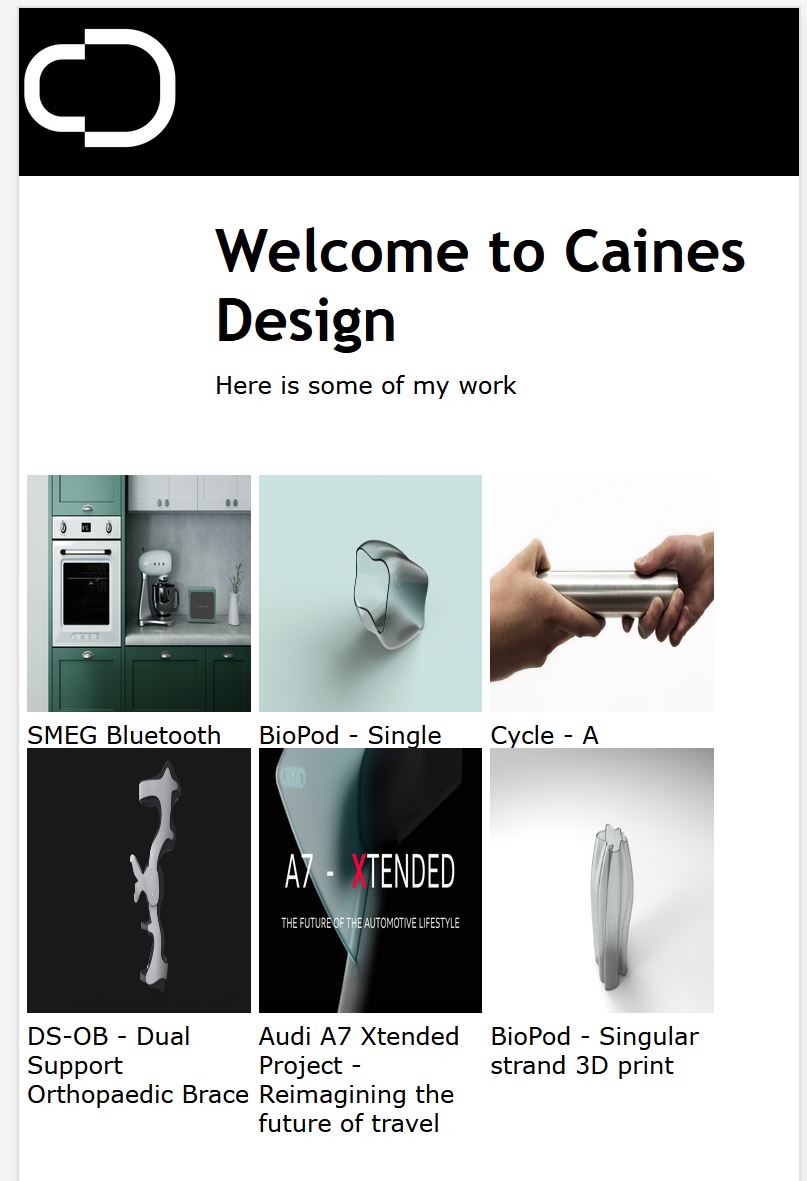 Welcome to Caines
Design
Here is some of my work
SMEG Bluetooth
BioPod - Single
Cycle - A
A7 - XTENDED
THE FUTURE OF THE AUTOMOTIVE LIFESTYLE
DS-OB - Dual
Support
Orthopaedic Brace
Audi A7 Xtended
Project -
Reimagining the
future of travel
BioPod - Singular
strand 3D print